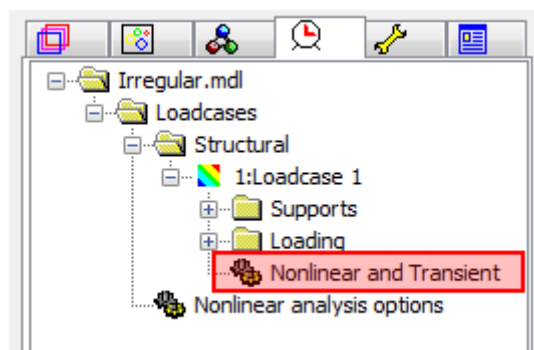 Irregular.mdl
Loadcases
Structural
1:Loadcase 1
Supports
Loading
Nonlinear and Transient
Nonlinear analysis options